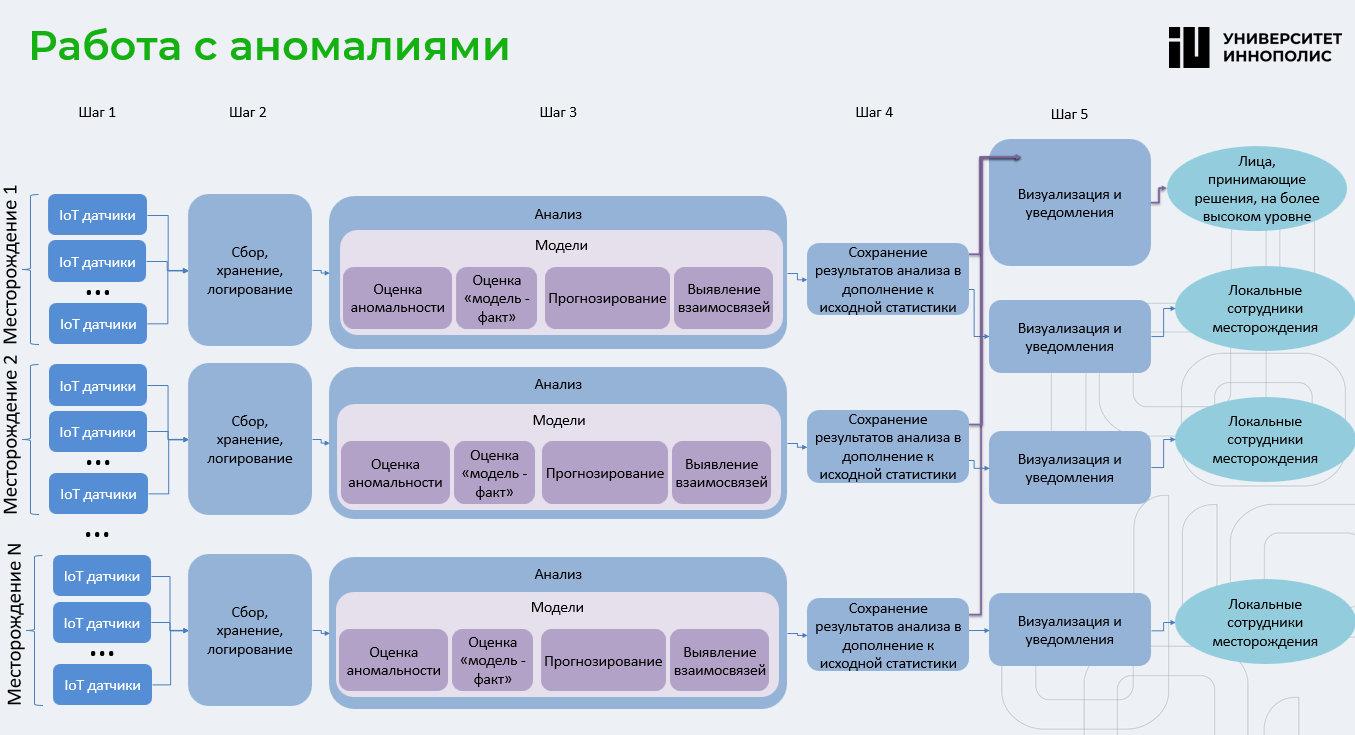 Работа с аномалиями
УНИВЕРСИТЕТ
ИННОПОЛИС
Шаг 1
Шаг 2
Шаг 3
Шаг 4
Шаг 5
Месторождение 1
IoT датчики
IoT датчики
...
IoT датчики
Сбор,
хранение,
логирование
Анализ
Модели
Оценка
аномальности
Оценка
«модель -
факт»
Прогнозирование
Выявление
взаимосвязей
Сохранение
результатов анализа в
дополнение к
исходной статистики
Визуализация и
уведомления
Лица,
принимающие
решения, на более
высоком уровне
Визуализация и
уведомления
Локальные
сотрудники
месторождения
Месторождение 2
IoT датчики
IoT датчики
...
IoT датчики
Сбор,
хранение,
логирование
Анализ
Модели
Оценка
аномальности
Оценка
«модель -
факт»
Прогнозирование
Выявление
взаимосвязей
Сохранение
результатов анализа в
дополнение к
исходной статистики
Визуализация и
уведомления
Локальные
сотрудники
месторождения
...
Месторождение N
IoT датчики
IoT датчики
...
IoT датчики
Сбор,
хранение,
логирование
Анализ
Модели
Оценка
аномальности
Оценка
«модель -
факт»
Прогнозирование
Выявление
взаимосвязей
Сохранение
результатов анализа в
дополнение к
исходной статистики
Визуализация и
уведомления
Локальные
сотрудники
месторождения